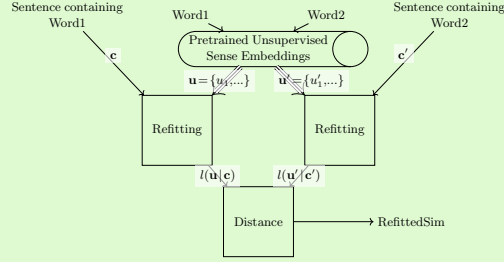 Sentence containing
Word1
Word1
Word2
Sentence containing
Word2
Pretrained Unsupervised
Sense Embeddings
c
c′
u={u₁,...}
u′={u′₁,...}
Refitting
Refitting
l(u|c)
l(u′|c′)
Distance
RefittedSim